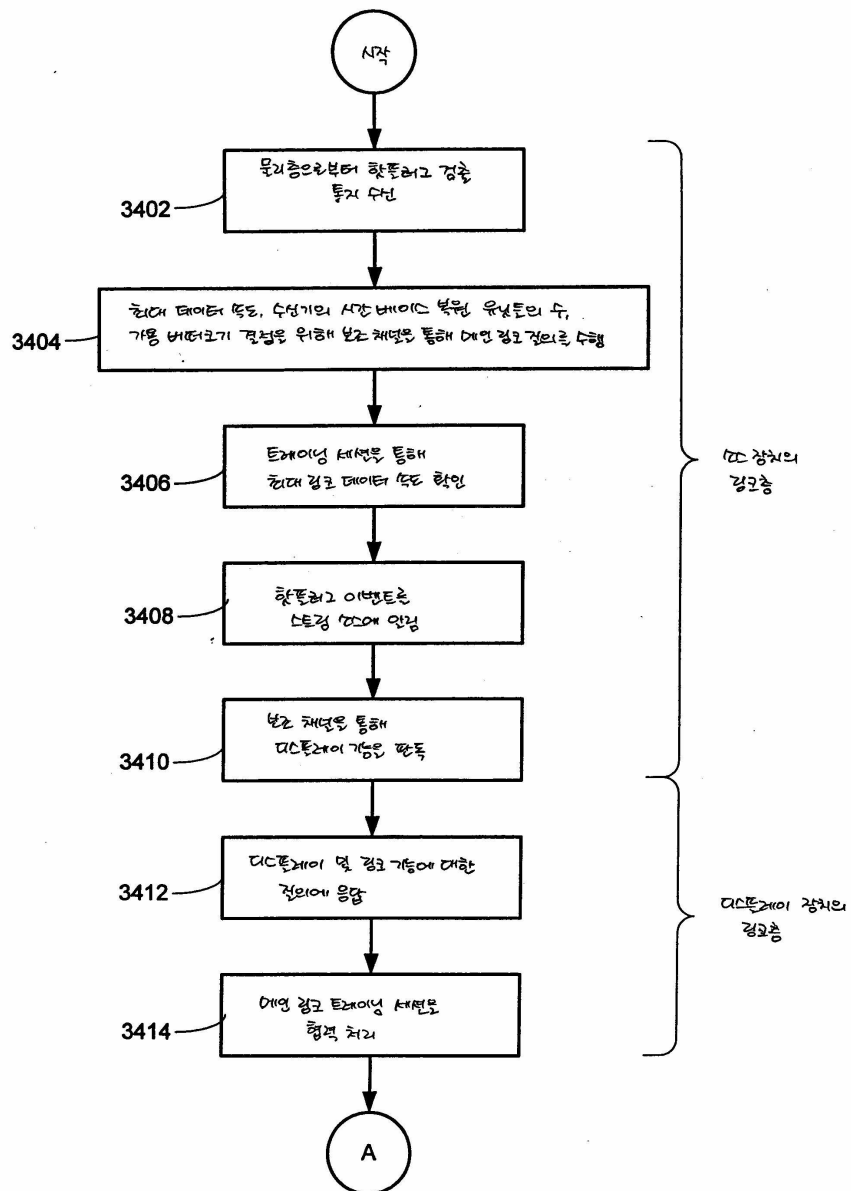 시작
3402
물리층으로부터 핫플러그 검출
통지 수신
3404
최대 데이터 속도, 수신기의 시간 베이스 복원 유닛들의 수,
가용 버퍼크기 결정을 위해 보조 채널을 통해 메인 링크 질의를 수행
3406
트레이닝 세션을 통해
최대 링크 데이터 속도 확인
3408
핫플러그 이벤트를
스트림 소스에 알림
3410
보조 채널을 통해
디스플레이 기능을 판독
소스 장치의
링크층
3412
디스플레이 및 링크 기능에 대한
질의에 응답
3414
메인 링크 트레이닝 세션을
협력 처리
디스플레이 장치의
링크층
A